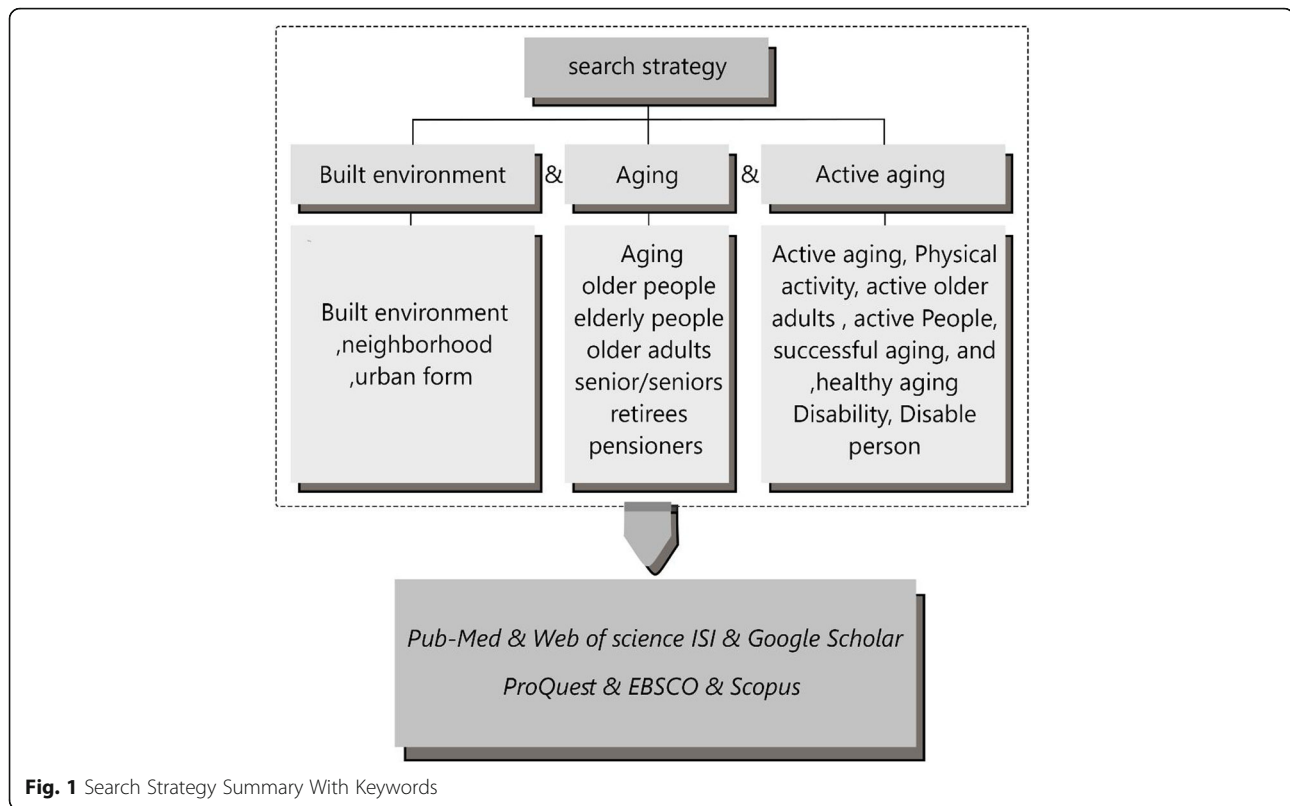 search strategy
Built environment & Aging & Active aging
Built environment
,neighborhood
,urban form
Aging
older people
elderly people
older adults
senior/seniors
retirees
pensioners
Active aging, Physical
activity, active older
adults , active People,
successful aging, and
,healthy aging
Disability, Disable
person
Pub-Med & Web of science ISI & Google Scholar
ProQuest & EBSCO & Scopus
Fig. 1 Search Strategy Summary With Keywords